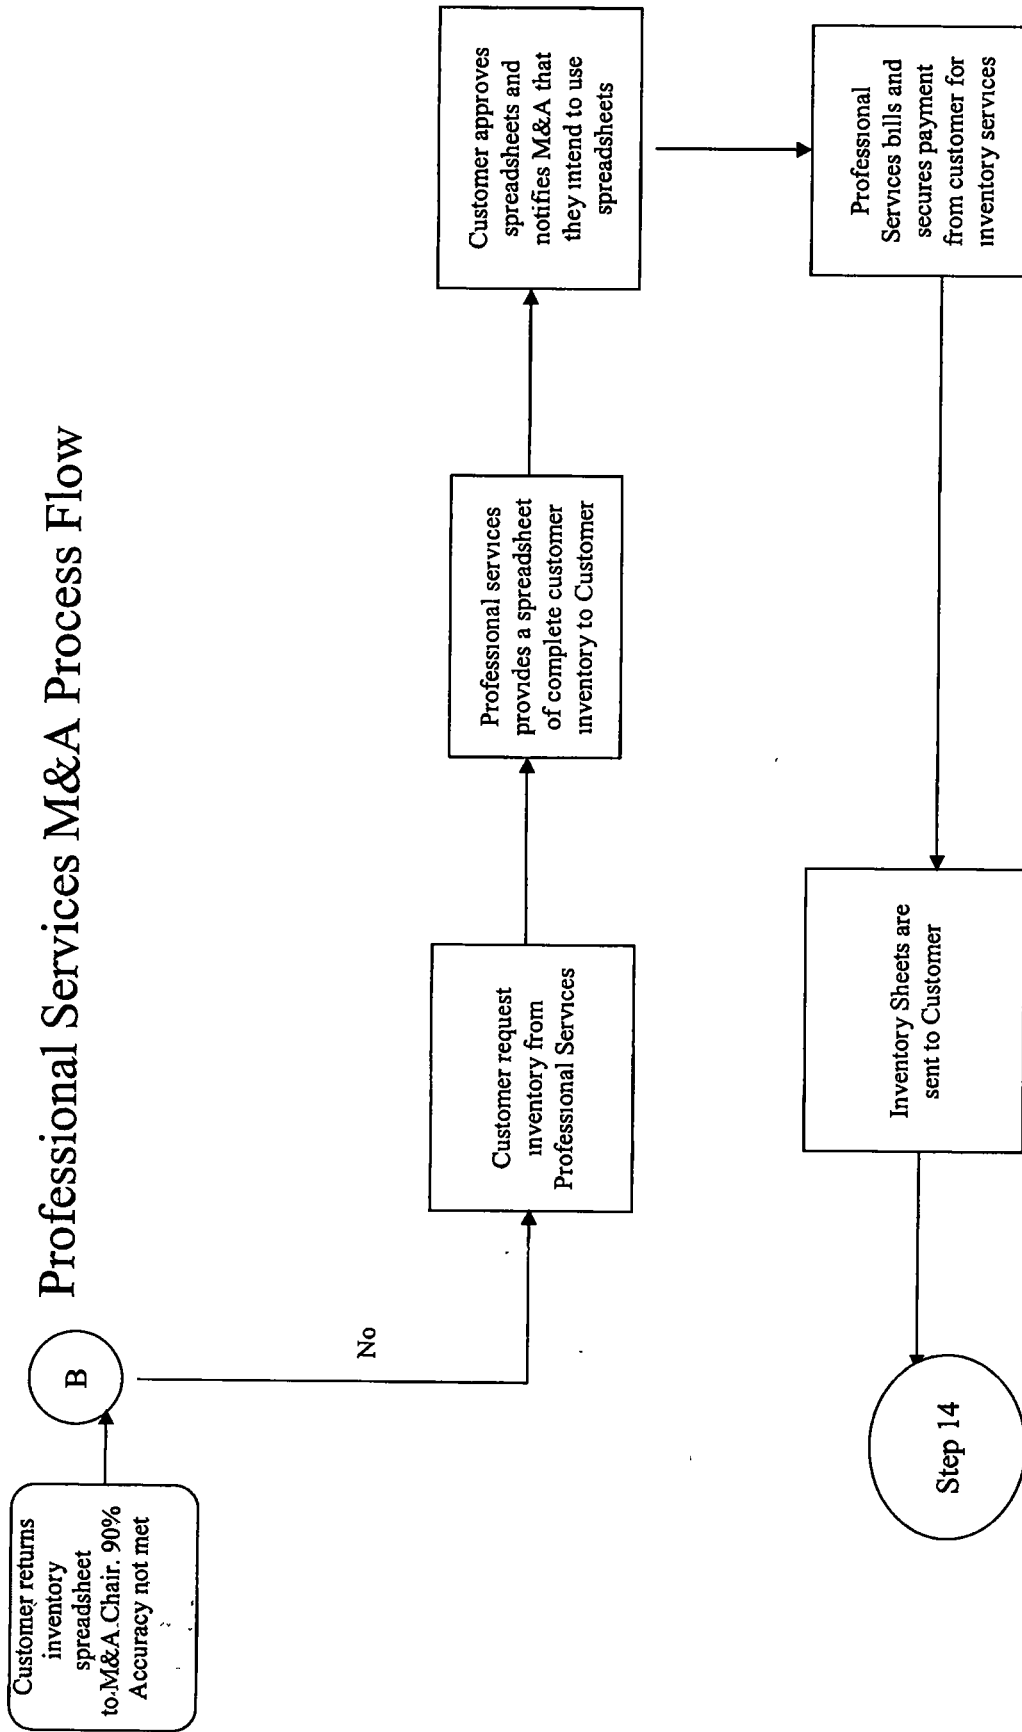 Professional Services M&A Process Flow
Customer returns
inventory
spreadsheet
to M&A Chair. 90%
Accuracy not met
B
No
Customer request
inventory from
Professional Services
Professional services
provides a spreadsheet
of complete customer
inventory to Customer
Customer approves
spreadsheets and
notifies M&A that
they intend to use
spreadsheets
Professional
Services bills and
secures payment
from customer for
inventory services
Inventory Sheets are
sent to Customer
Step 14